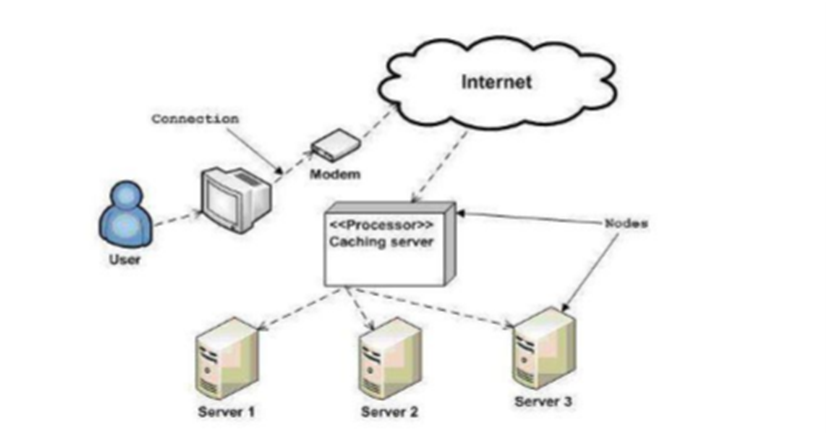 Internet
Connection
Modem
<<Processor>>
Caching server
Nodes
User
Server 1
Server 2
Server 3